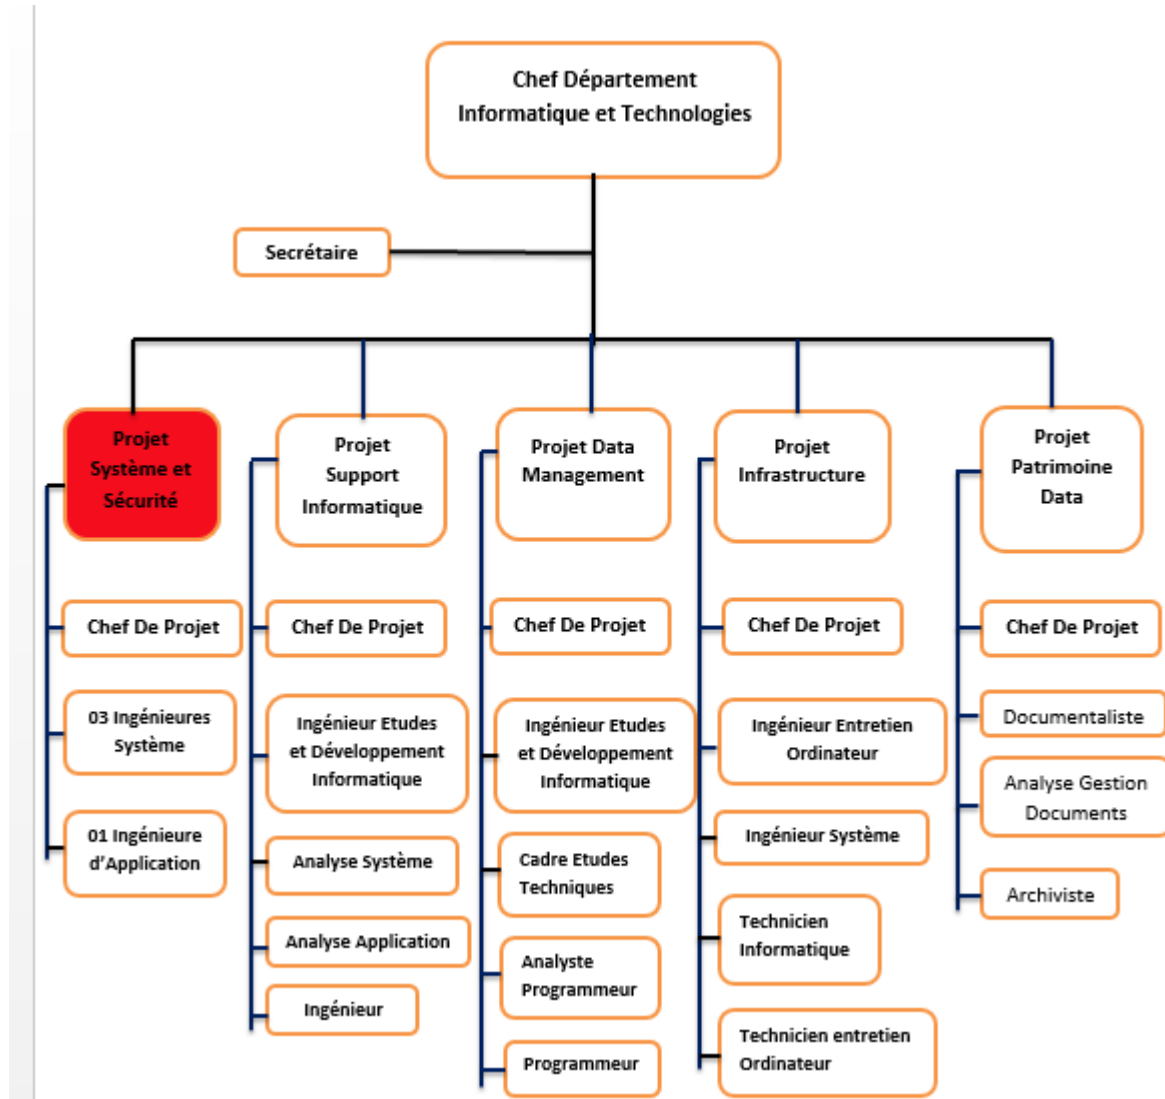 Chef Département
Informatique et Technologies
Secrétaire
Projet
Système et
Sécurité
Chef De Projet
03 Ingénieures
Système
01 Ingénieure
d’Application
Projet
Support
Informatique
Chef De Projet
Ingénieur Etudes
et Développement
Informatique
Analyse Système
Analyse Application
Ingénieur
Projet Data
Management
Chef De Projet
Ingénieur Etudes
et Développement
Informatique
Cadre Etudes
Techniques
Analyste
Programmeur
Programmeur
Projet
Infrastructure
Chef De Projet
Ingénieur Entretien
Ordinateur
Ingénieur Système
Technicien
Informatique
Technicien entretien
Ordinateur
Projet
Patrimoine
Data
Chef De Projet
Documentaliste
Analyse Gestion
Documents
Archiviste